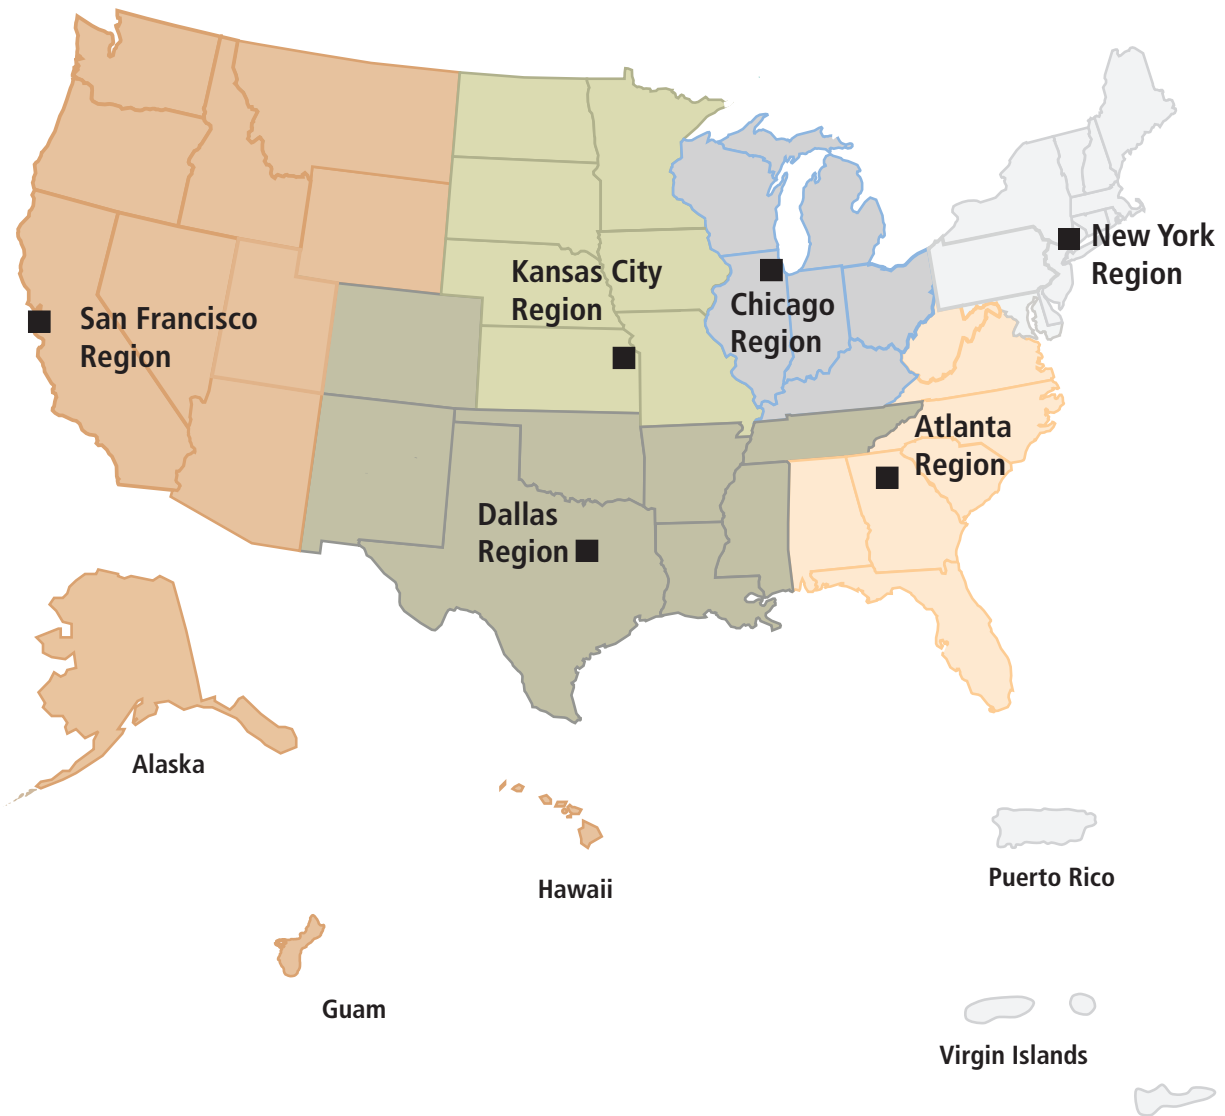 New York
Region
Kansas City
Region
Chicago
Region
San Francisco
Region
Atlanta
Region
Dallas
Region
Alaska
Hawaii
Puerto Rico
Guam
Virgin Islands